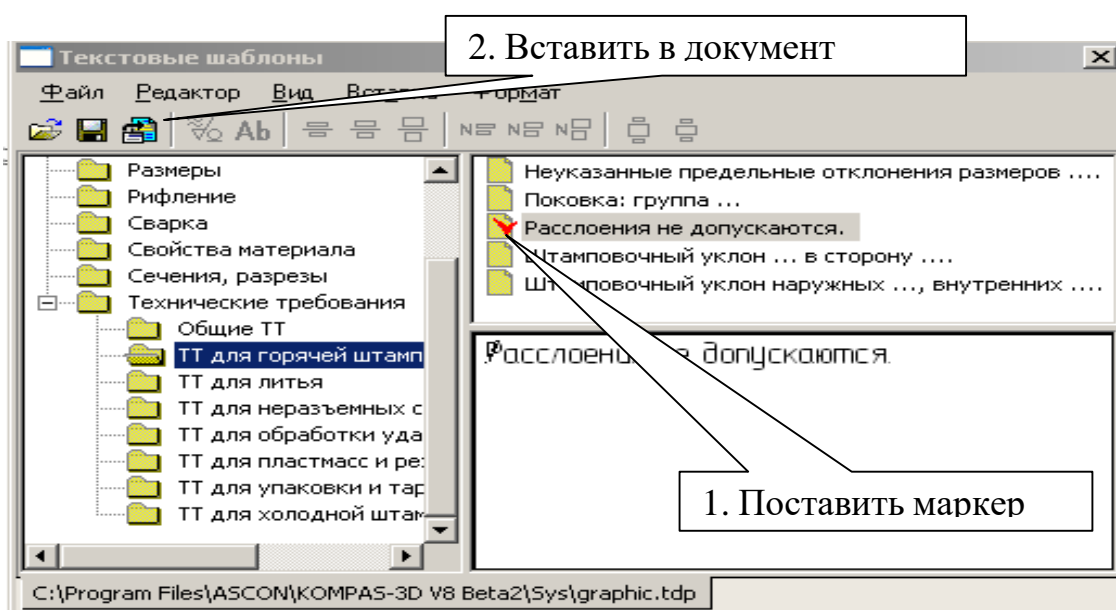 2. Вставить в документ
Текстовые шаблоны
Файл Редактор Вид Формат
Ab
Размеры
Рифление
Сварка
Свойства материала
Сечения, разрезы
Технические требования
Общие ТТ
ТТ для горячей штамп
ТТ для литья
ТТ для неразъемных с
ТТ для обработки уда
ТТ для пластмасс и рез
ТТ для упаковки и тар
ТТ для холодной штам
Неуказанные предельные отклонения размеров ....
Поковка: группа ...
Расслоения не допускаются.
Штамповочный уклон ... в сторону ....
Штамповочный уклон наружных ..., внутренних ....
Расслоения не допускаются.
1. Поставить маркер
C:\Program Files\ASCON\KOMPAS-3D V8 Beta2\Sys\graphic.tdp